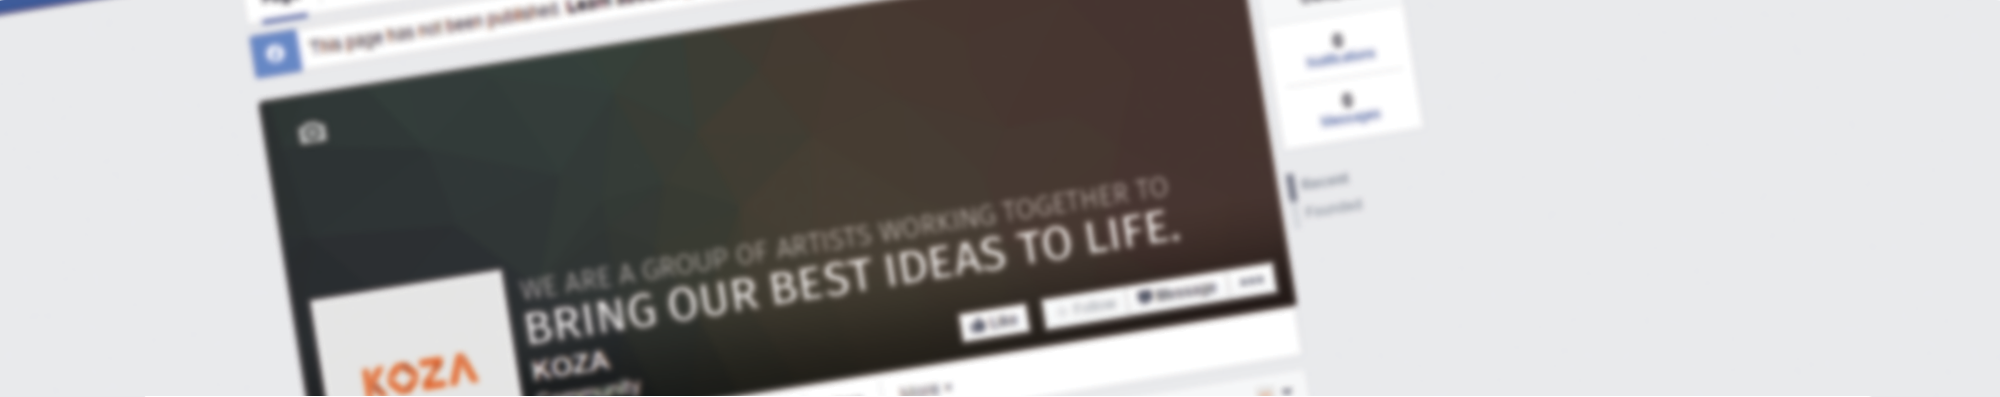 This page has not been published. Learn
WE ARE A GROUP OF ARTISTS WORKING TOGETHER TO
BRING OUR BEST IDEAS TO LIFE.
KOZA
KOZA
Community
Like
Follow
Message
More
0
Notifications
0
Messages
Recent
Founded